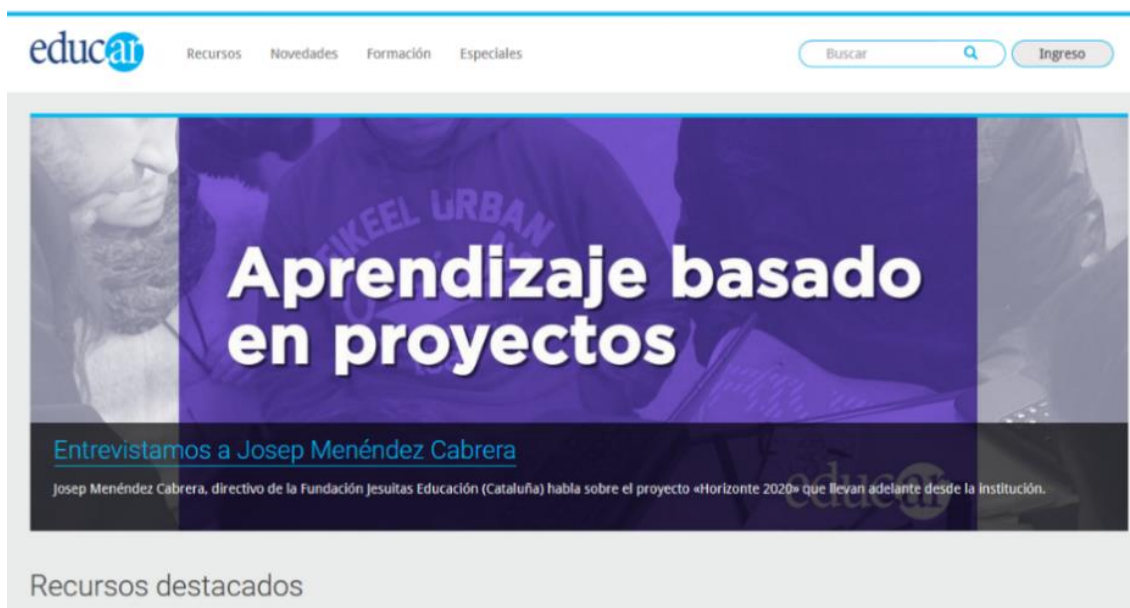 educar
Recursos Novedades Formación Especiales
Buscar
Ingreso
IKEEL URBAN
Aprendizaje basado
en proyectos
Entrevistamos a Josep Menéndez Cabrera
Josep Menéndez Cabrera, directivo de la Fundación Jesuitas Educación (Cataluña) habla sobre el proyecto «Horizonte 2020» que llevan adelante desde la institución.
educar
Recursos destacados